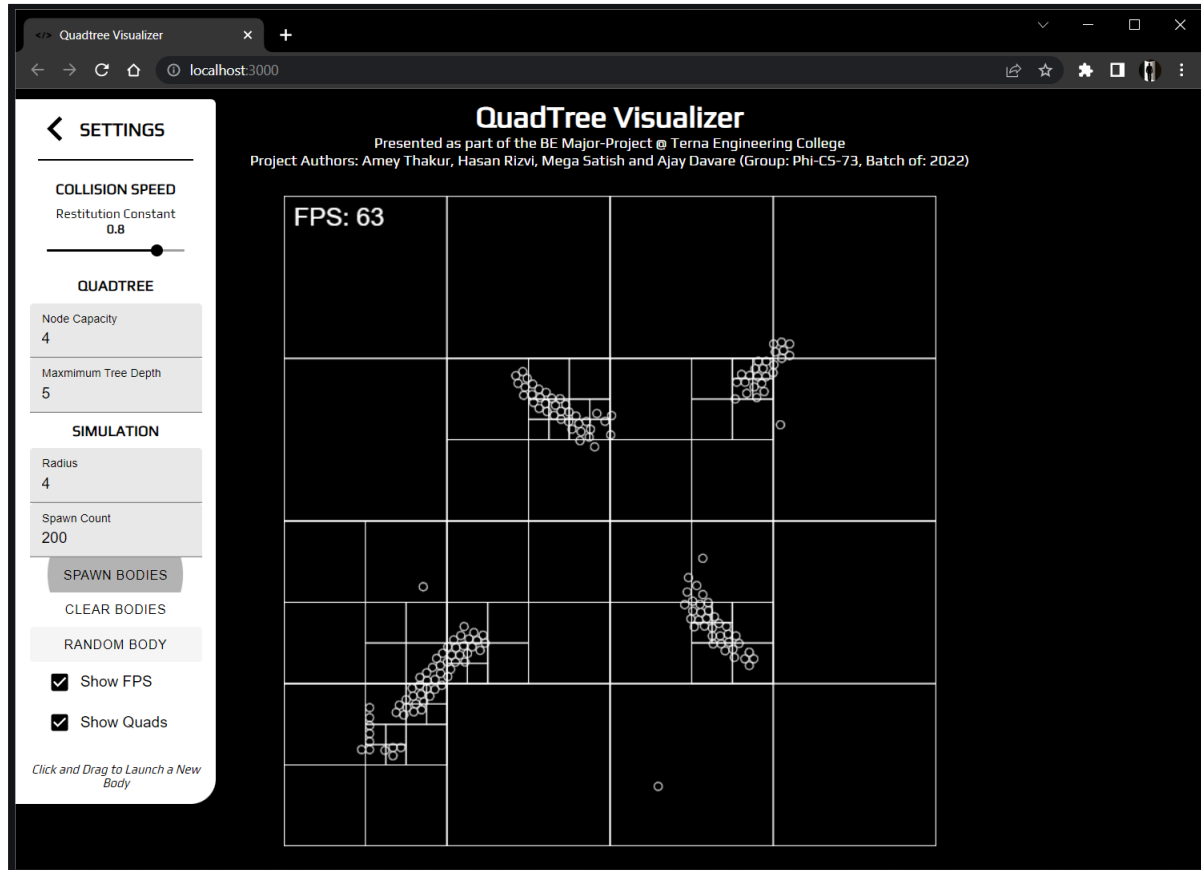 </> Quadtree Visualizer
localhost:3000
SETTINGS
COLLISION SPEED
Restitution Constant
0.8
QUADTREE
Node Capacity
4
Maxmimum Tree Depth
5
SIMULATION
Radius
4
Spawn Count
200
SPAWN BODIES
CLEAR BODIES
RANDOM BODY
Show FPS
Show Quads
Click and Drag to Launch a New
Body
QuadTree Visualizer
Presented as part of the BE Major-Project @ Terna Engineering College
Project Authors: Amey Thakur, Hasan Rizvi, Mega Satish and Ajay Davare (Group: Phi-CS-73, Batch of: 2022)
FPS: 63